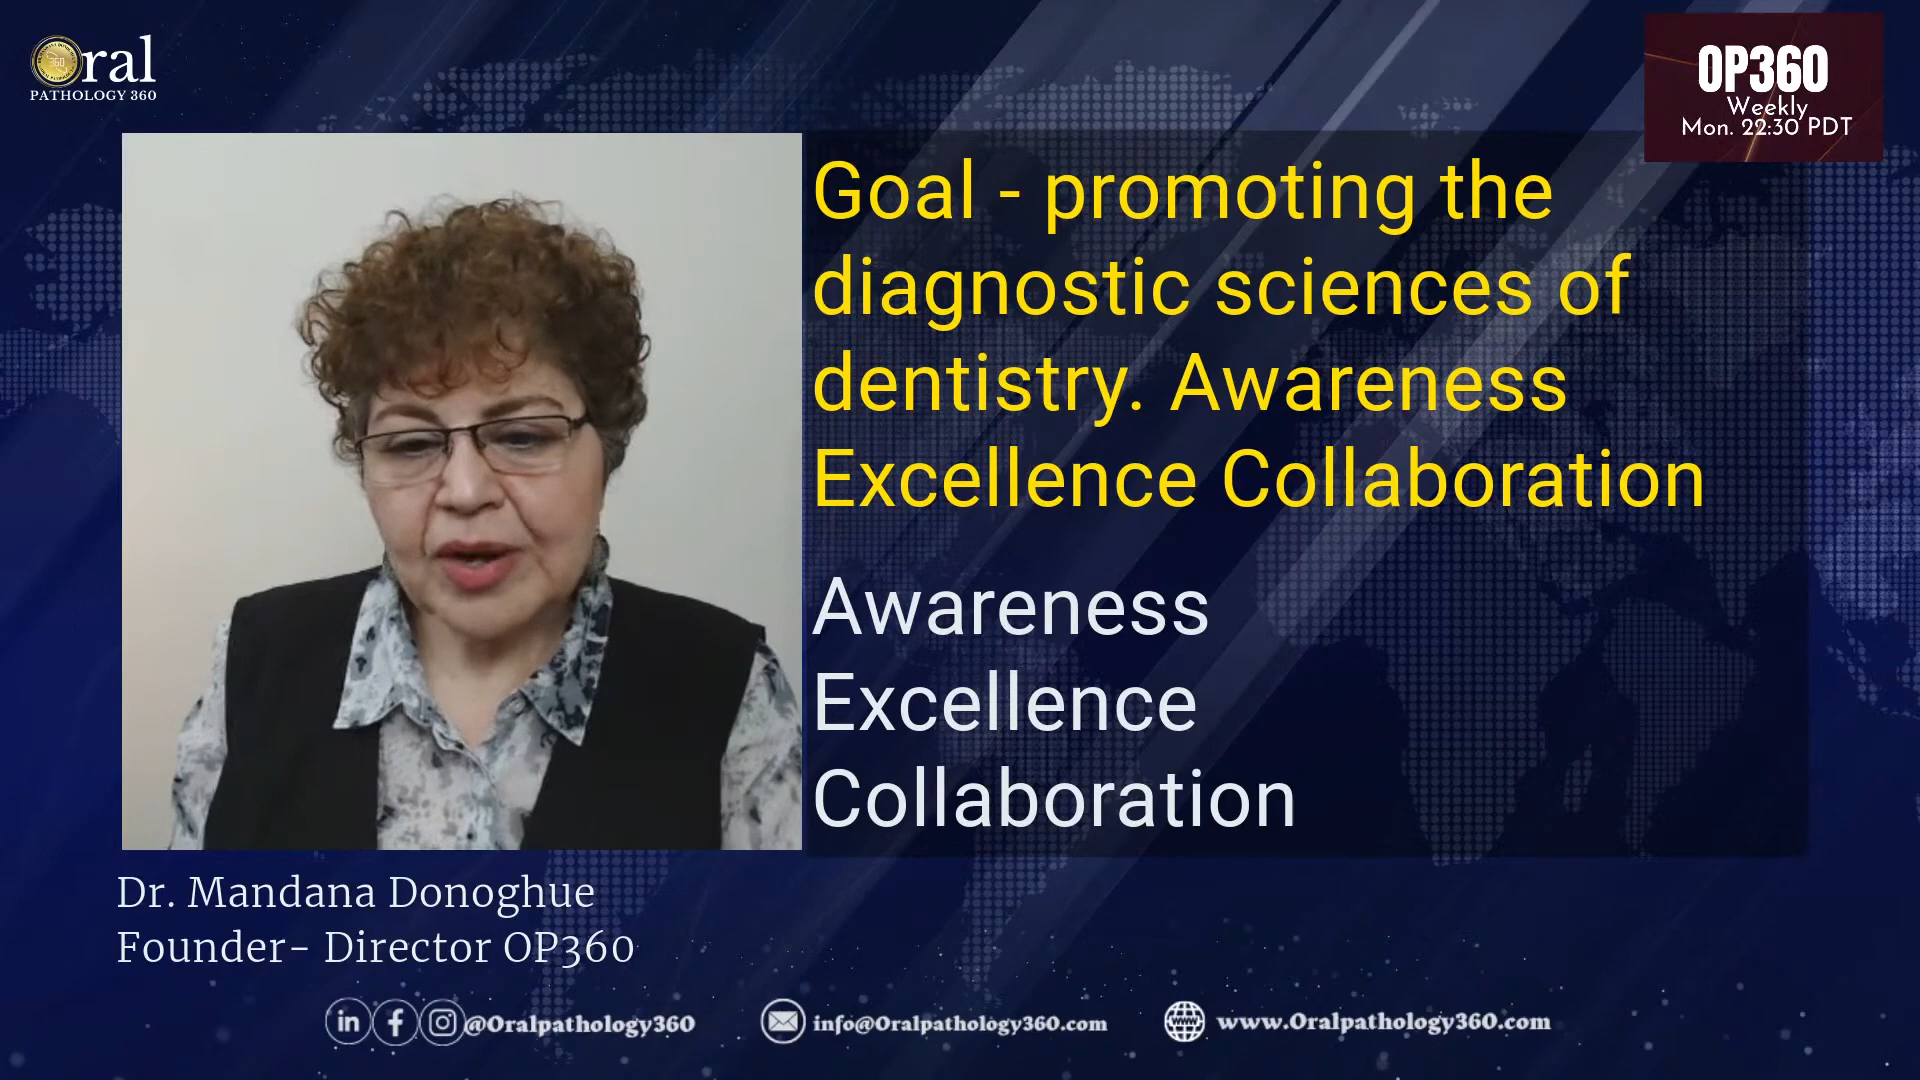 Oral
PATHOLOGY 360
OP360
Weekly
Mon. 22:30 PDT
Goal - promoting the
diagnostic sciences of
dentistry. Awareness
Excellence Collaboration
Awareness
Excellence
Collaboration
Dr. Mandana Donoghue
Founder- Director OP360
@Oralpathology360
info@Oralpathology360.com
www.Oralpathology360.com